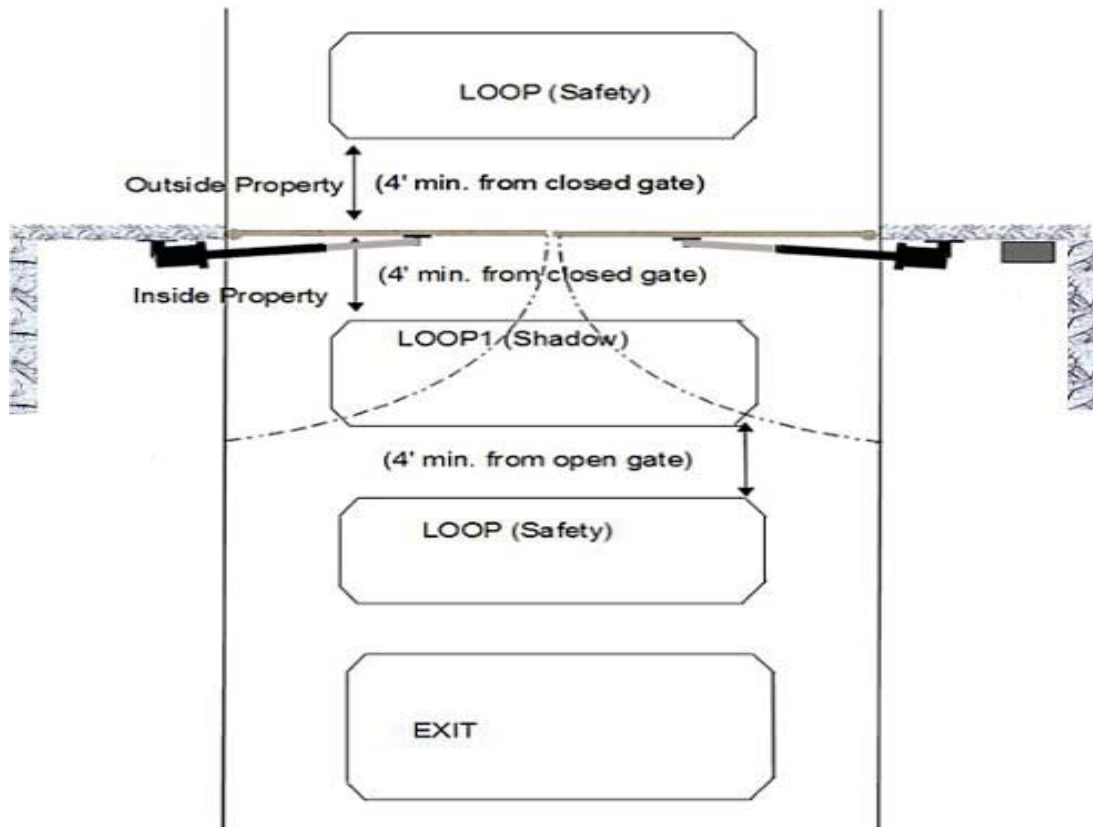 LOOP (Safety)
Outside Property
(4' min. from closed gate)
(4' min. from closed gate)
Inside Property
LOOP1 (Shadow)
(4' min. from open gate)
LOOP (Safety)
EXIT